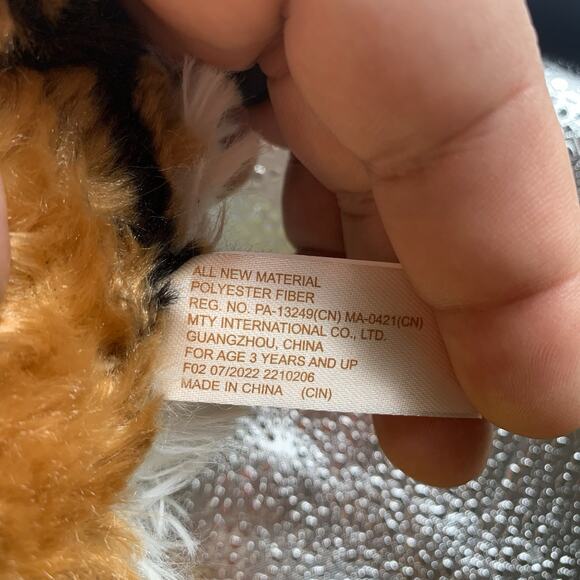 ALL NEW MATERIAL
POLYESTER FIBER
REG. NO. PA-13249(CN) MA-0421(CN)
MTY INTERNATIONAL CO., LTD.
GUANGZHOU, CHINA
FOR AGE 3 YEARS AND UP
F02 07/2022 2210206
MADE IN CHINA (CIN)